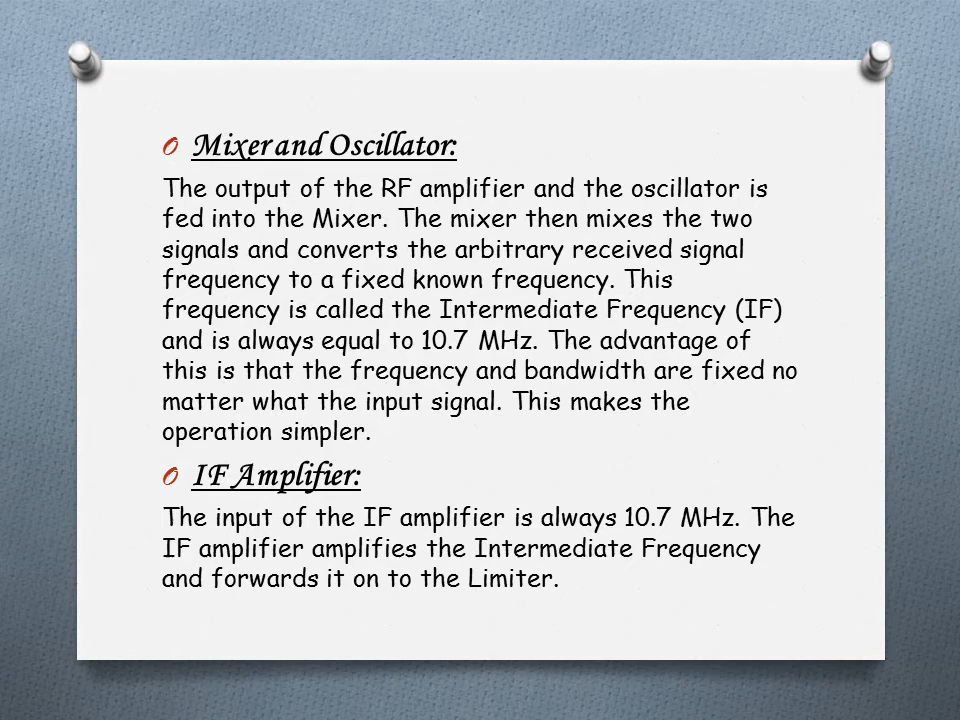 Mixer and Oscillator:
The output of the RF amplifier and the oscillator is
fed into the Mixer. The mixer then mixes the two
signals and converts the arbitrary received signal
frequency to a fixed known frequency. This
frequency is called the Intermediate Frequency (IF)
and is always equal to 10.7 MHz. The advantage of
this is that the frequency and bandwidth are fixed no
matter what the input signal. This makes the
operation simpler.
IF Amplifier:
The input of the IF amplifier is always 10.7 MHz. The
IF amplifier amplifies the Intermediate Frequency
and forwards it on to the Limiter.